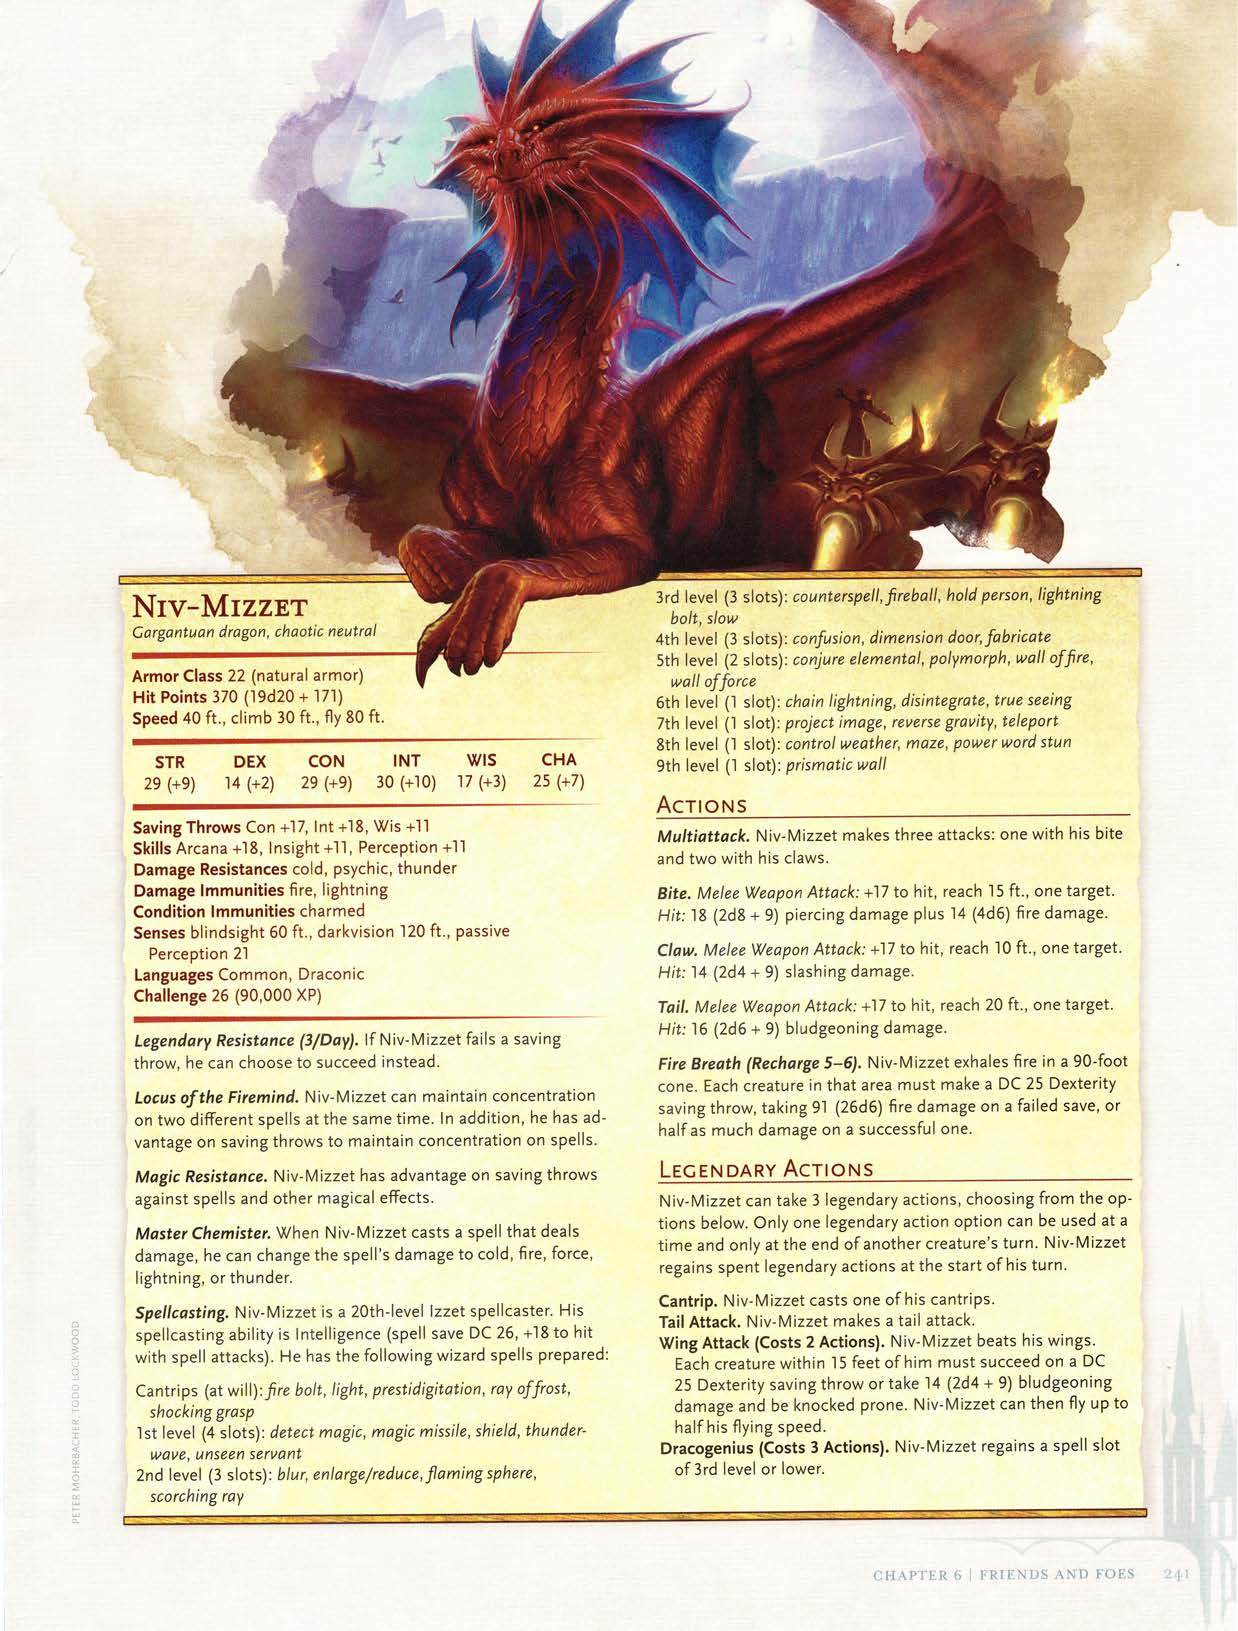 NIV-MIZZET
Gargantuan dragon, chaotic neutral
Armor Class 22 (natural armor)
Hit Points 370 (19d20 + 171)
Speed 40 ft., climb 30 ft., fly 80 ft.
STR DEX CON INT WIS CHA
29 (+9) 14 (+2) 29 (+9) 30 (+10) 17 (+3) 25 (+7)
Saving Throws Con +17, Int +18, Wis +11
Skills Arcana +18, Insight +11, Perception +11
Damage Resistances cold, psychic, thunder
Damage Immunities fire, lightning
Condition Immunities charmed
Senses blindsight 60 ft., darkvision 120 ft., passive
Perception 21
Languages Common, Draconic
Challenge 26 (90,000 XP)
Legendary Resistance (3/Day). If Niv-Mizzet fails a saving
throw, he can choose to succeed instead.
Locus of the Firemind. Niv-Mizzet can maintain concentration
on two different spells at the same time. In addition, he has ad-
vantage on saving throws to maintain concentration on spells.
Magic Resistance. Niv-Mizzet has advantage on saving throws
against spells and other magical effects.
Master Chemister. When Niv-Mizzet casts a spell that deals
damage, he can change the spell's damage to cold, fire, force,
lightning, or thunder.
Spellcasting. Niv-Mizzet is a 20th-level Izzet spellcaster. His
spellcasting ability is Intelligence (spell save DC 26, +18 to hit
with spell attacks). He has the following wizard spells prepared:
Cantrips (at will): fire bolt, light, prestidigitation, ray of frost,
shocking grasp
1st level (4 slots): detect magic, magic missile, shield, thunder-
wave, unseen servant
2nd level (3 slots): blur, enlarge/reduce, flaming sphere,
scorching ray
3rd level (3 slots): counterspell, fireball, hold person, lightning
bolt, slow
4th level (3 slots): confusion, dimension door, fabricate
5th level (2 slots): conjure elemental, polymorph, wall of fire,
wall of force
6th level (1 slot): chain lightning, disintegrate, true seeing
7th level (1 slot): project image, reverse gravity, teleport
8th level (1 slot): control weather, maze, power word stun
9th level (1 slot): prismatic wall
ACTIONS
Multiattack. Niv-Mizzet makes three attacks: one with his bite
and two with his claws.
Bite. Melee Weapon Attack: +17 to hit, reach 15 ft., one target.
Hit: 18 (2d8 + 9) piercing damage plus 14 (4d6) fire damage.
Claw. Melee Weapon Attack: +17 to hit, reach 10 ft., one target.
Hit: 14 (2d4 + 9) slashing damage.
Tail. Melee Weapon Attack: +17 to hit, reach 20 ft., one target.
Hit: 16 (2d6 + 9) bludgeoning damage.
Fire Breath (Recharge 5–6). Niv-Mizzet exhales fire in a 90-foot
cone. Each creature in that area must make a DC 25 Dexterity
saving throw, taking 91 (26d6) fire damage on a failed save, or
half as much damage on a successful one.
LEGENDARY ACTIONS
Niv-Mizzet can take 3 legendary actions, choosing from the op-
tions below. Only one legendary action option can be used at a
time and only at the end of another creature's turn. Niv-Mizzet
regains spent legendary actions at the start of his turn.
Cantrip. Niv-Mizzet casts one of his cantrips.
Tail Attack. Niv-Mizzet makes a tail attack.
Wing Attack (Costs 2 Actions). Niv-Mizzet beats his wings.
Each creature within 15 feet of him must succeed on a DC
25 Dexterity saving throw or take 14 (2d4 + 9) bludgeoning
damage and be knocked prone. Niv-Mizzet can then fly up to
half his flying speed.
Dracogenius (Costs 3 Actions). Niv-Mizzet regains a spell slot
of 3rd level or lower.
PETER MOHRBACHER, TODD LOCKWOOD
CHAPTER 6 | FRIENDS AND FOES 241